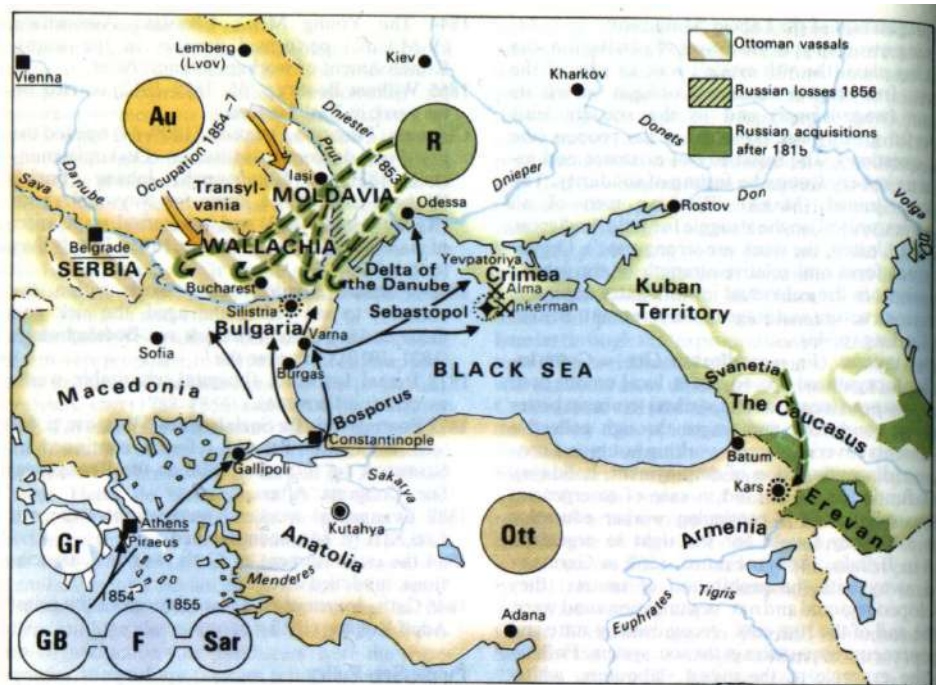 Lemberg
(Lvov)
Kiev
Kharkov
Vienna
Au
Occupation 1854–7
Dniester
Prut
1853
R
Donets
Dnieper
Don
Volga
Ottoman vassals
Russian losses 1856
Russian acquisitions
after 181b
Sava
Danube
Transyl-
vania
Iași
MOLDAVIA
Odessa
Rostov
Belgrade
SERBIA
WALLACHIA
Bucharest
Delta of
the Danube
Yevpatoriya
Crimea
Alma
Inkerman
Sebastopol
Kuban
Territory
Silistria
Bulgaria
Varna
Burgas
Sofia
BLACK SEA
Svanetia
The Caucasus
Macedonia
Bosporus
Constantinople
Gallipoli
Sakarya
Batum
Kars
Erevan
Gr
Athens
Piraeus
Kutahya
Anatolia
Ott
Armenia
Menderes
1854
1855
GB
F
Sar
Adana
Euphrates
Tigris